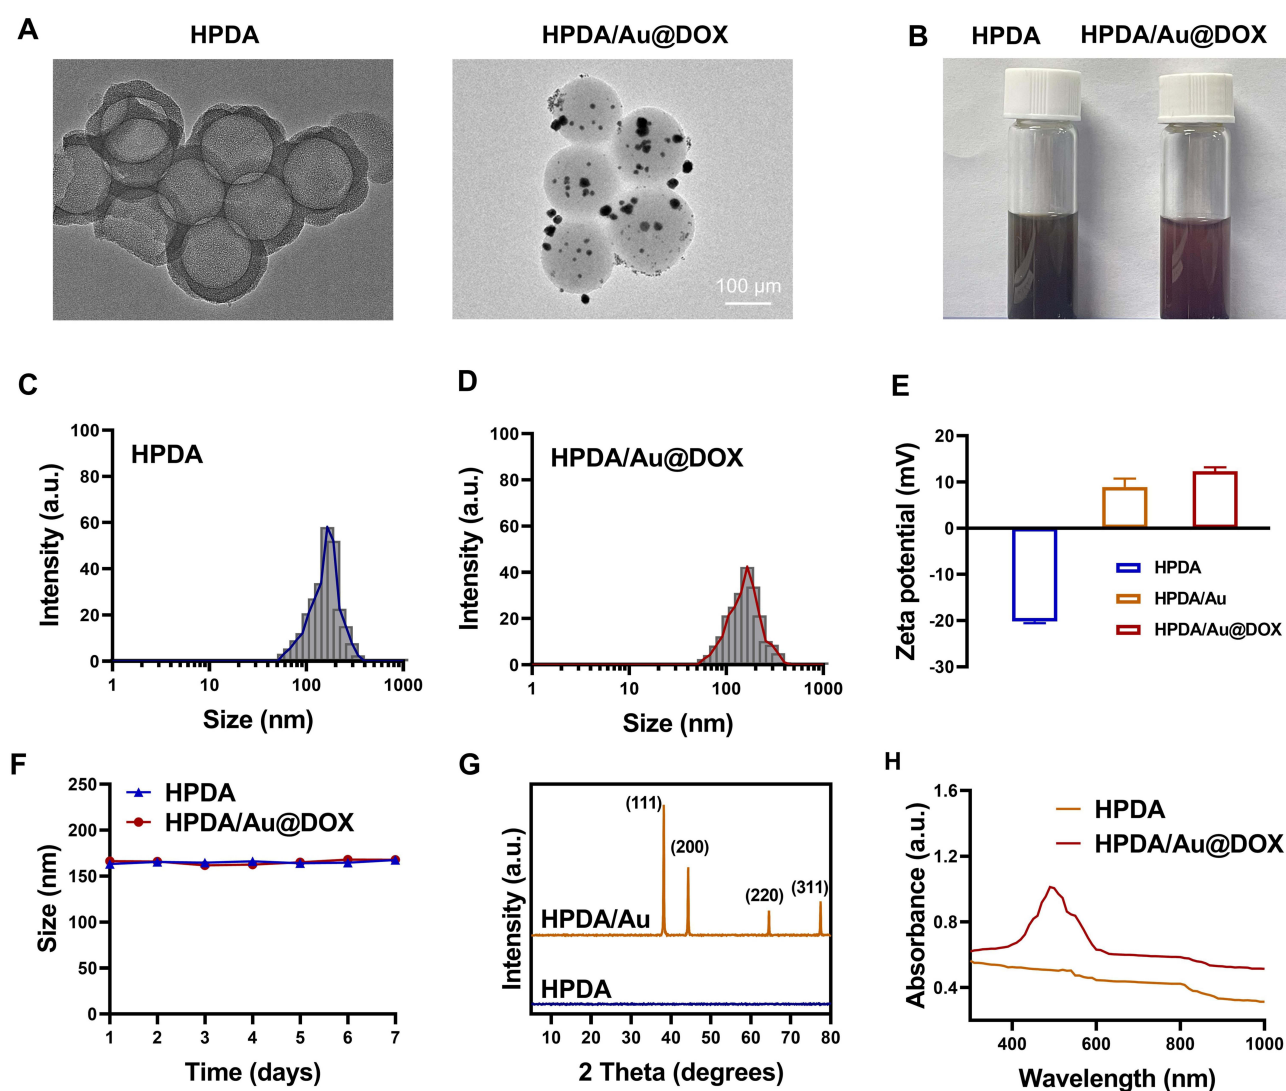 A
HPDA
HPDA/Au@DOX
100 μm
B
HPDA
HPDA/Au@DOX
C
HPDA
Intensity (a.u.)
100
80
60
40
20
0
1
10
100
1000
Size (nm)
D
HPDA/Au@DOX
Intensity (a.u.)
100
80
60
40
20
0
1
10
100
1000
Size (nm)
E
Zeta potential (mV)
20
10
0
-10
-20
-30
HPDA
HPDA/Au
HPDA/Au@DOX
F
HPDA
HPDA/Au@DOX
Size (nm)
250
200
150
100
50
0
1
2
3
4
5
6
7
Time (days)
G
Intensity (a.u.)
(111)
(200)
(220)
(311)
HPDA/Au
HPDA
10
20
30
40
50
60
70
80
2 Theta (degrees)
H
HPDA
HPDA/Au@DOX
Absorbance (a.u.)
1.6
1.2
0.8
0.4
400
600
800
1000
Wavelength (nm)